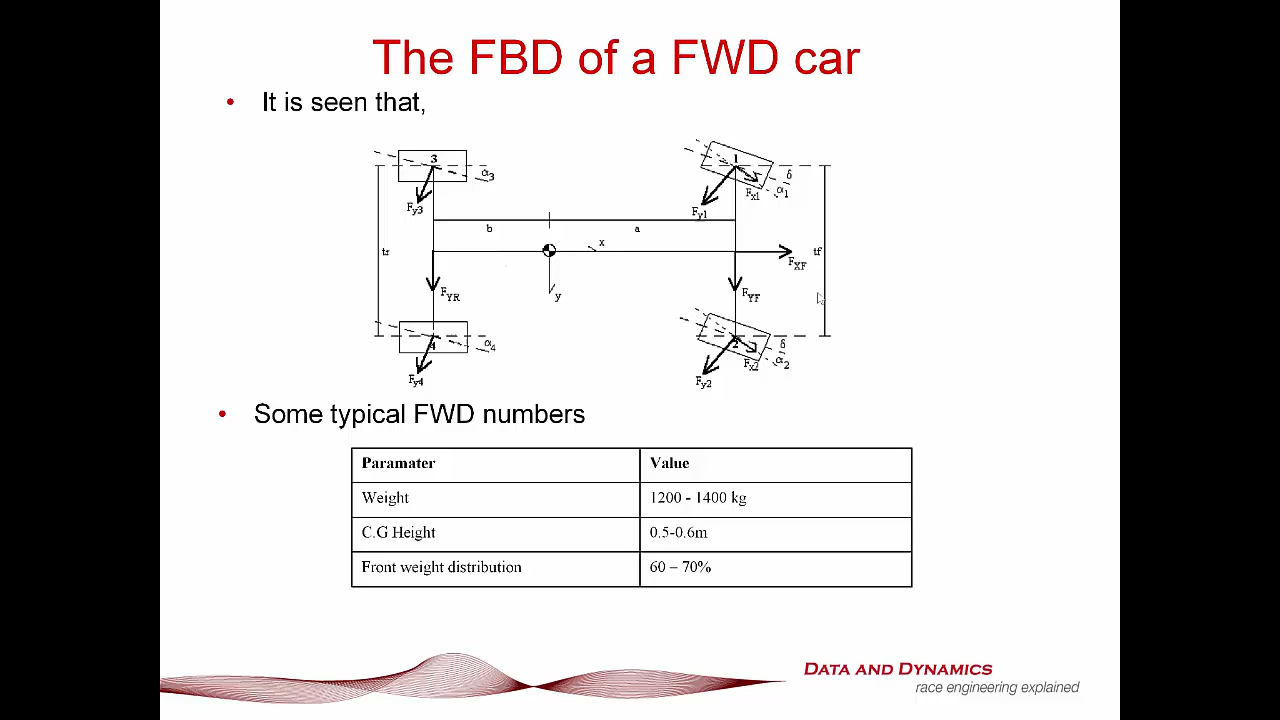 The FBD of a FWD car
• It is seen that,
3
α3
Fy3
1
δ
α1
Fx1
Fy1
b
a
x
tr
tf
FXF
FYR
y
FYF
4
α4
Fy4
2
δ
α2
Fx2
Fy2
• Some typical FWD numbers
Paramater Value
Weight 1200 - 1400 kg
C.G Height 0.5-0.6m
Front weight distribution 60 – 70%
DATA AND DYNAMICS
race engineering explained